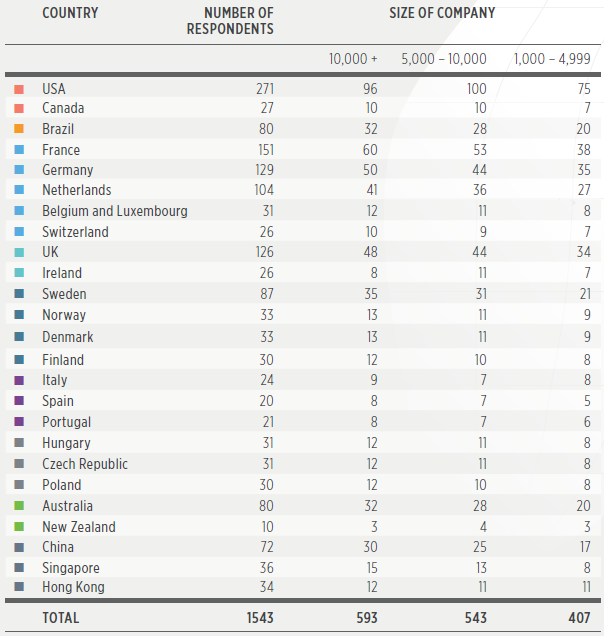 COUNTRY NUMBER OF SIZE OF COMPANY
RESPONDENTS
10,000 + 5,000 – 10,000 1,000 – 4,999
USA 271 96 100 75
Canada 27 10 10 7
Brazil 80 32 28 20
France 151 60 53 38
Germany 129 50 44 35
Netherlands 104 41 36 27
Belgium and Luxembourg 31 12 11 8
Switzerland 26 10 9 7
UK 126 48 44 34
Ireland 26 8 11 7
Sweden 87 35 31 21
Norway 33 13 11 9
Denmark 33 13 11 9
Finland 30 12 10 8
Italy 24 9 7 8
Spain 20 8 7 5
Portugal 21 8 7 6
Hungary 31 12 11 8
Czech Republic 31 12 11 8
Poland 30 12 10 8
Australia 80 32 28 20
New Zealand 10 3 4 3
China 72 30 25 17
Singapore 36 15 13 8
Hong Kong 34 12 11 11
TOTAL 1543 593 543 407